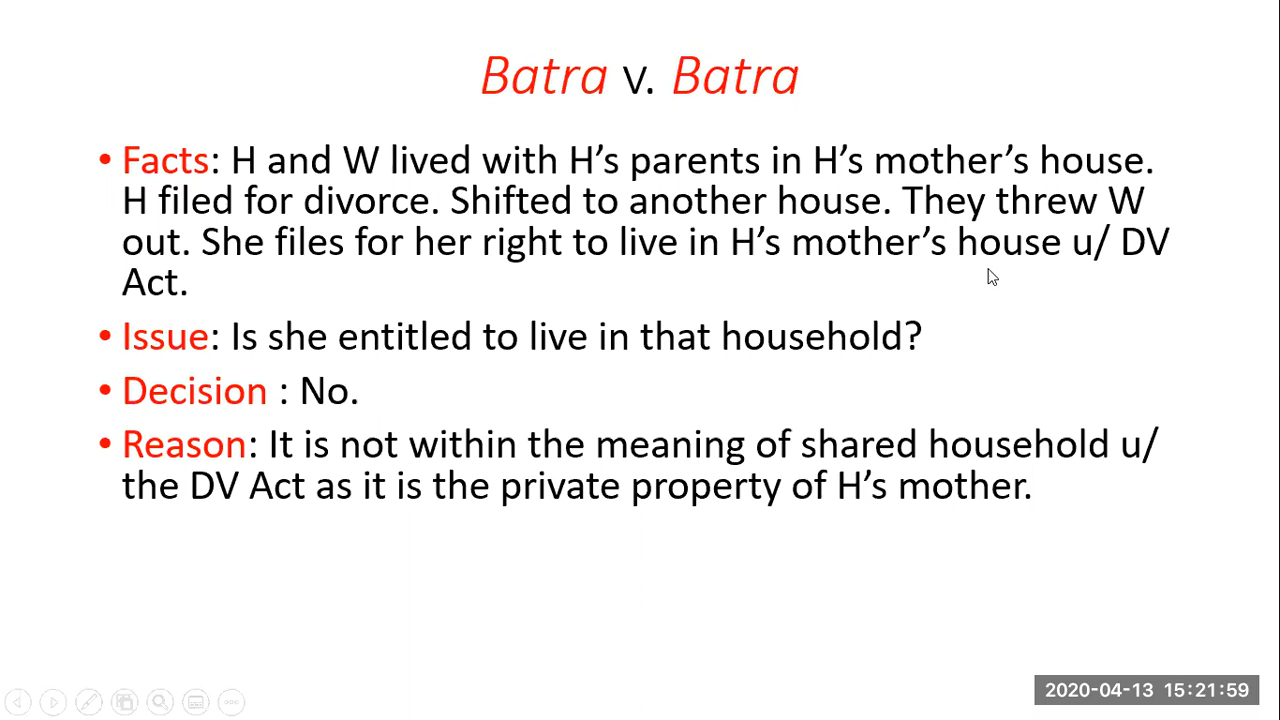 Batra v. Batra
• Facts: H and W lived with H’s parents in H’s mother’s house.
H filed for divorce. Shifted to another house. They threw W
out. She files for her right to live in H’s mother’s house u/ DV
Act.
• Issue: Is she entitled to live in that household?
• Decision : No.
• Reason: It is not within the meaning of shared household u/
the DV Act as it is the private property of H’s mother.
2020-04-13 15:21:59